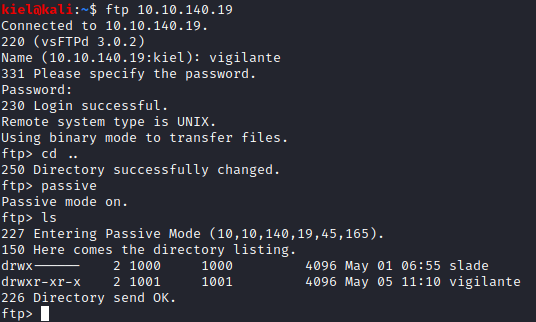 kiel@kali:~$ ftp 10.10.140.19
Connected to 10.10.140.19.
220 (vsFTPd 3.0.2)
Name (10.10.140.19:kiel): vigilante
331 Please specify the password.
Password:
230 Login successful.
Remote system type is UNIX.
Using binary mode to transfer files.
ftp> cd ..
250 Directory successfully changed.
ftp> passive
Passive mode on.
ftp> ls
227 Entering Passive Mode (10,10,140,19,45,165).
150 Here comes the directory listing.
drwx------    2 1000     1000         4096 May 01 06:55 slade
drwxr-xr-x    2 1001     1001         4096 May 05 11:10 vigilante
226 Directory send OK.
ftp>